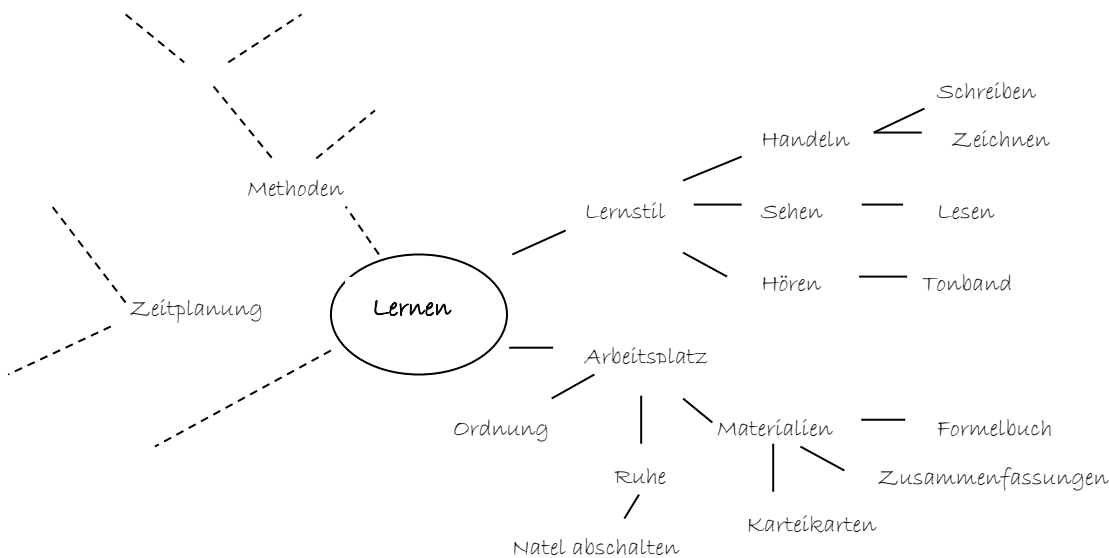 Schreiben
Handeln
Zeichnen
Methoden
Lernstil
Sehen
Lesen
Hören
Tonband
Zeitplanung
Lernen
Arbeitsplatz
Ordnung
Materialien
Formelbuch
Ruhe
Zusammenfassungen
Karteikarten
Natel abschalten